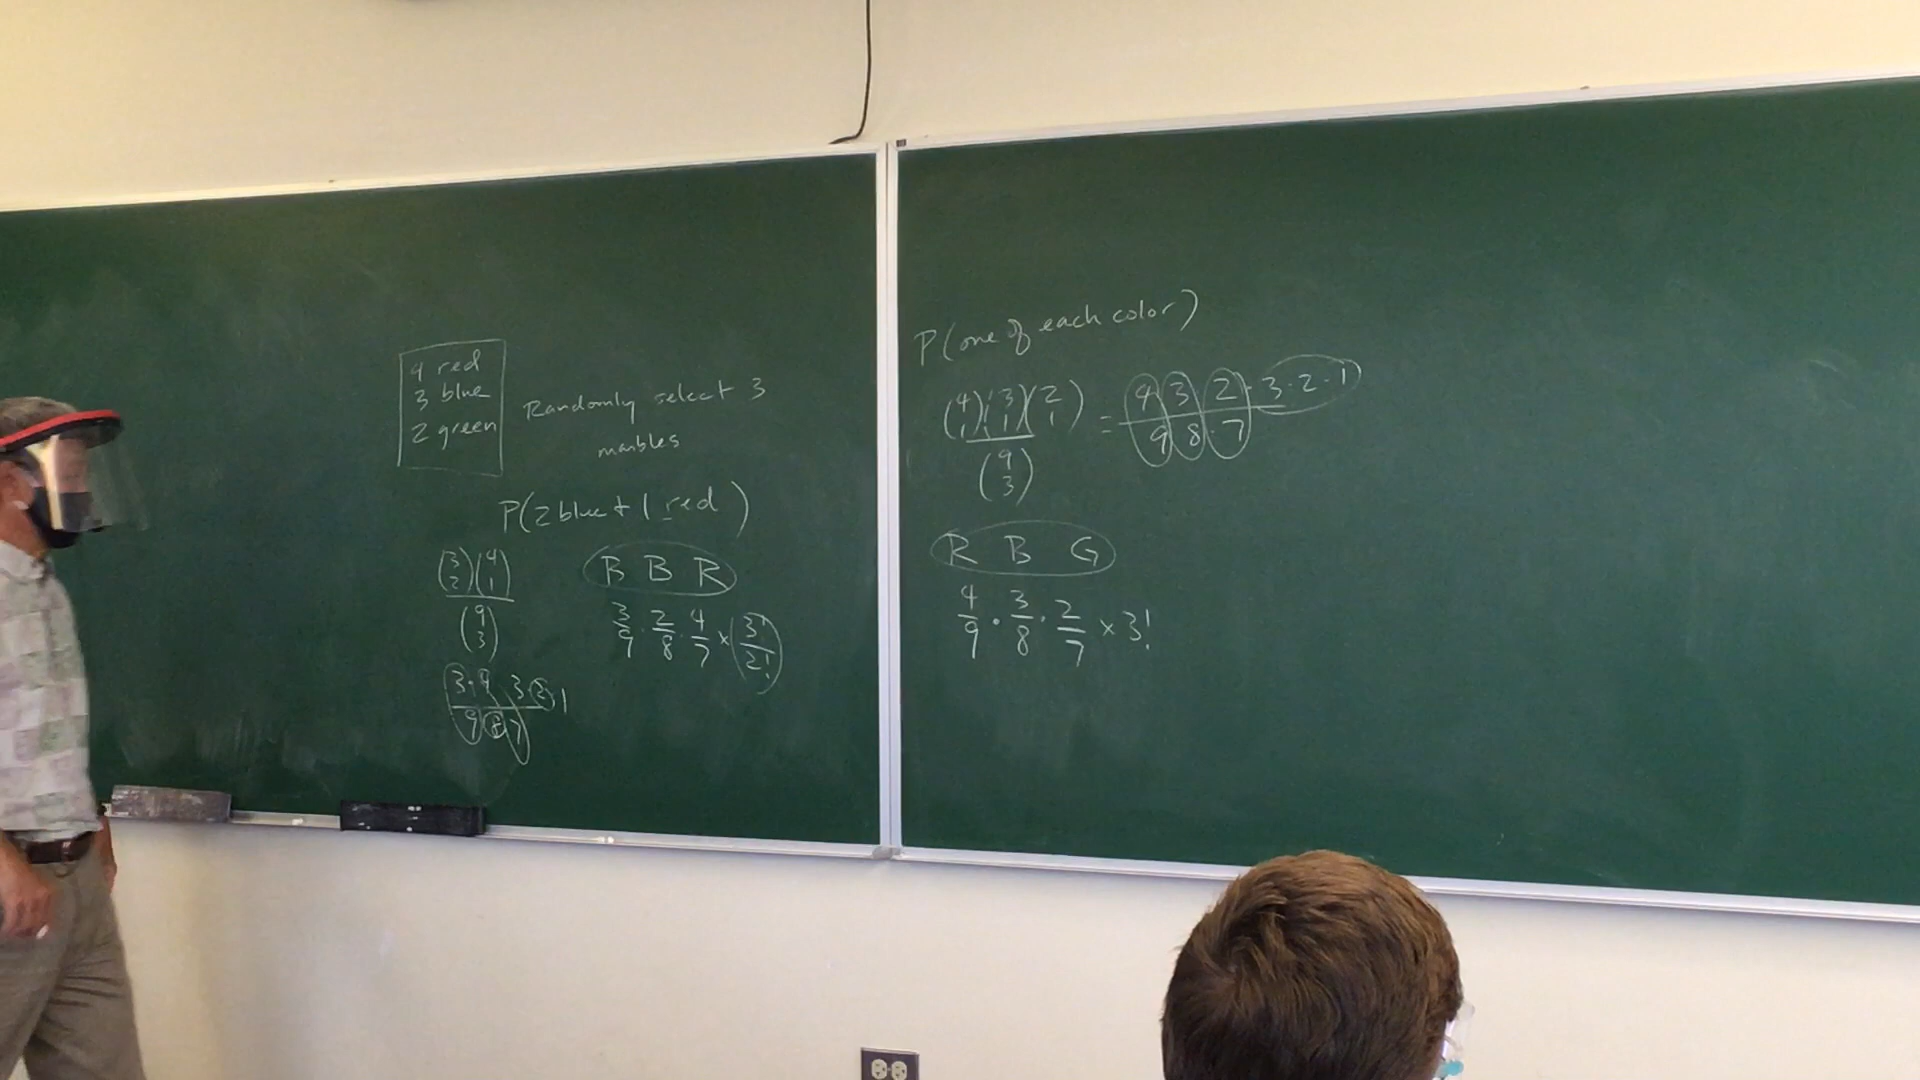 4 red
3 blue
2 green
Randomly select 3
marbles
P(2 blue + 1 red)
(3 2)(4 1) / (9 3)
B B R
3/9 · 2/8 · 4/7 × 3!/2!
3·4 3·2·1 / 9 8 7
P(one of each color)
(4 1)(3 1)(2 1) / (9 3) = 4 3 2 · 3·2·1 / 9 8·7
R B G
4/9 · 3/8 · 2/7 × 3!